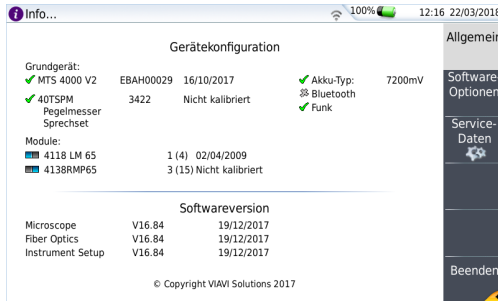 Info...
100%
12:16 22/03/2018
Gerätekonfiguration
Grundgerät:
MTS 4000 V2 EBAH00029 16/10/2017
Akku-Typ: 7200mV
Bluetooth
Funk
40TSPM 3422 Nicht kalibriert
Pegelmesser
Sprechset
Module:
4118 LM 65 1 (4) 02/04/2009
4138RMP65 3 (15) Nicht kalibriert
Softwareversion
Microscope V16.84 19/12/2017
Fiber Optics V16.84 19/12/2017
Instrument Setup V16.84 19/12/2017
© Copyright VIAVI Solutions 2017
Allgemein
Software-
Optionen
Service-
Daten
Beenden